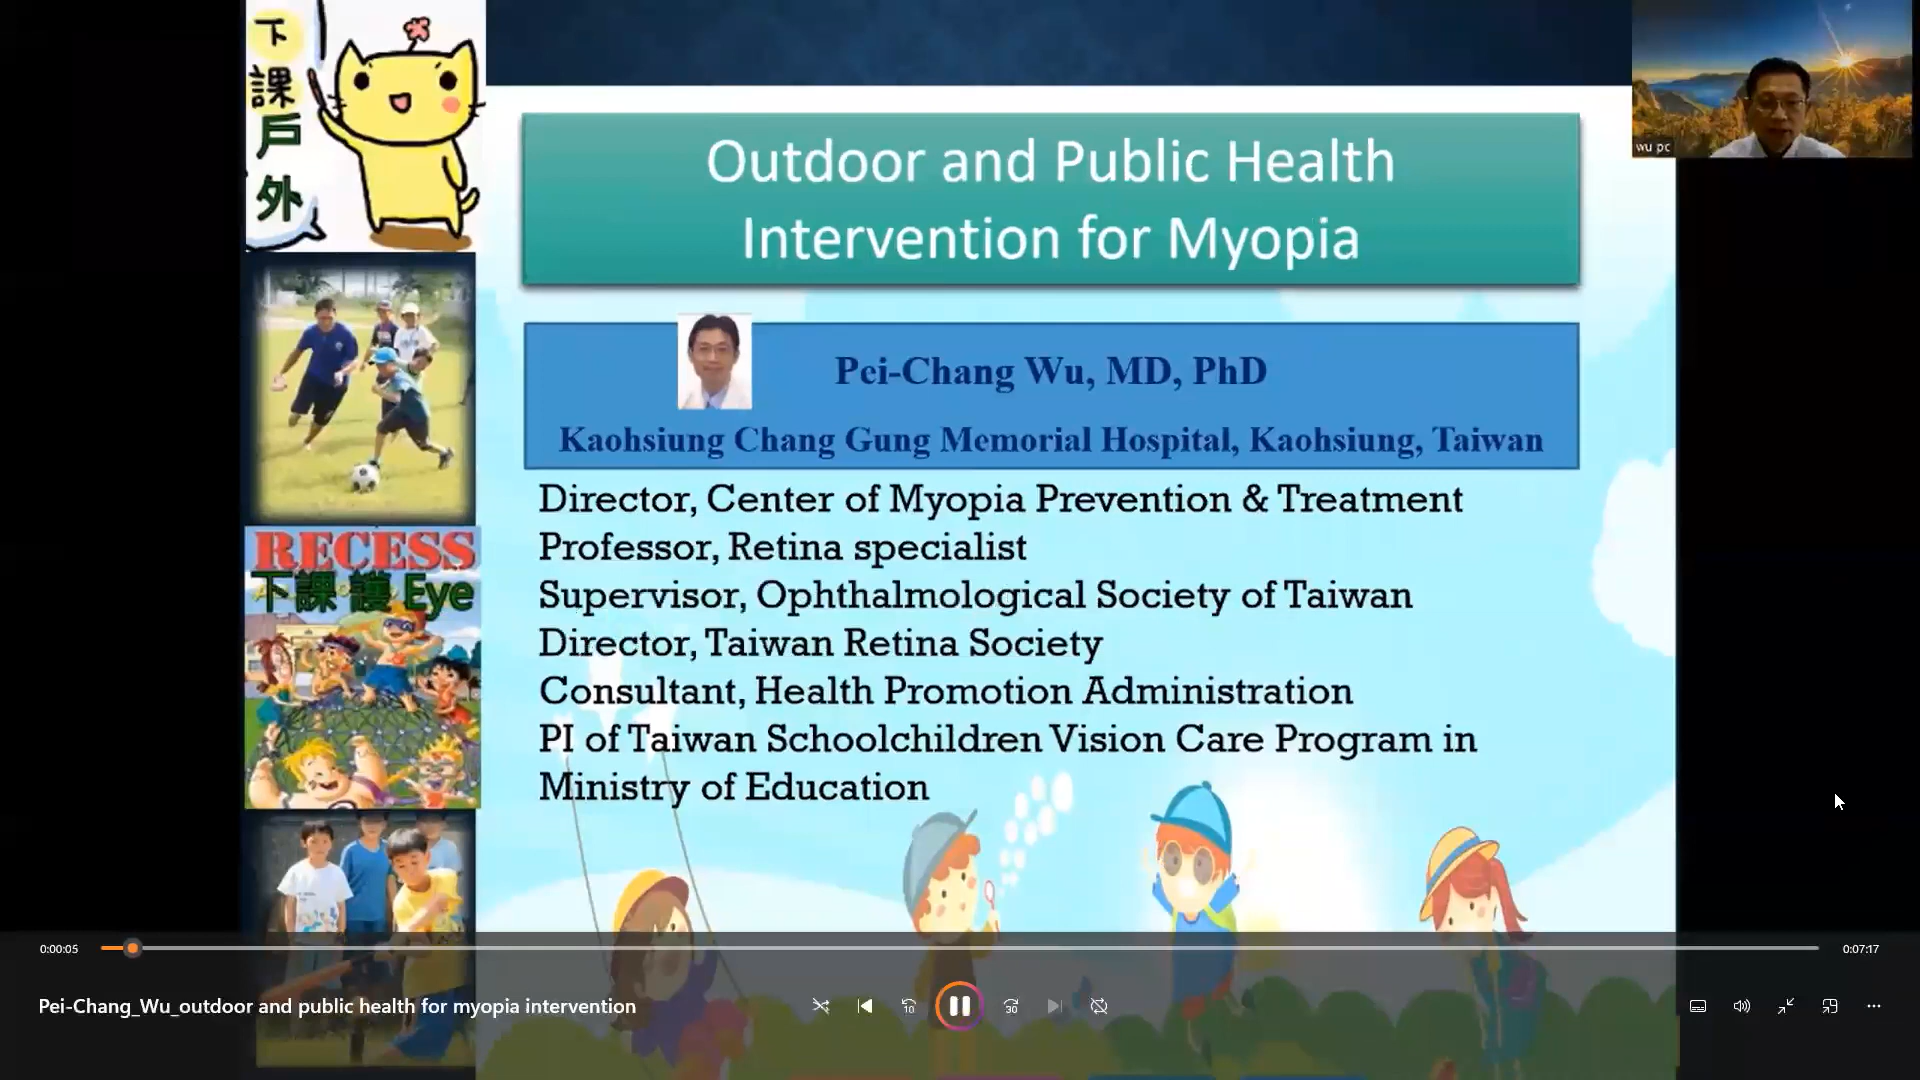 下
課
戶
外
wu pc
Outdoor and Public Health
Intervention for Myopia
Pei-Chang Wu, MD, PhD
Kaohsiung Chang Gung Memorial Hospital, Kaohsiung, Taiwan
Director, Center of Myopia Prevention & Treatment
Professor, Retina specialist
Supervisor, Ophthalmological Society of Taiwan
Director, Taiwan Retina Society
Consultant, Health Promotion Administration
PI of Taiwan Schoolchildren Vision Care Program in
Ministry of Education
RECESS
下課 護 Eye
0:00:05
0:07:17
Pei-Chang_Wu_outdoor and public health for myopia intervention
10
30